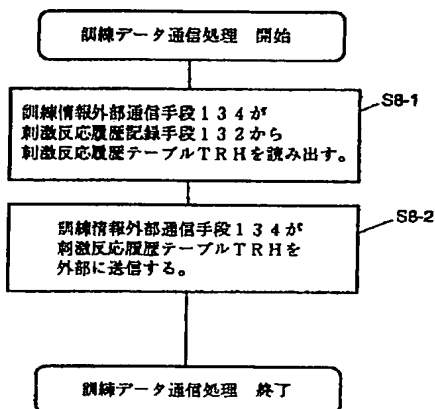 訓練データ通信処理 開始
訓練情報外部通信手段134が
刺激反応履歴記録手段132から
刺激反応履歴テーブルTRHを読み出す。
S8-1
訓練情報外部通信手段134が
刺激反応履歴テーブルTRHを
外部に送信する。
S8-2
訓練データ通信処理 終了